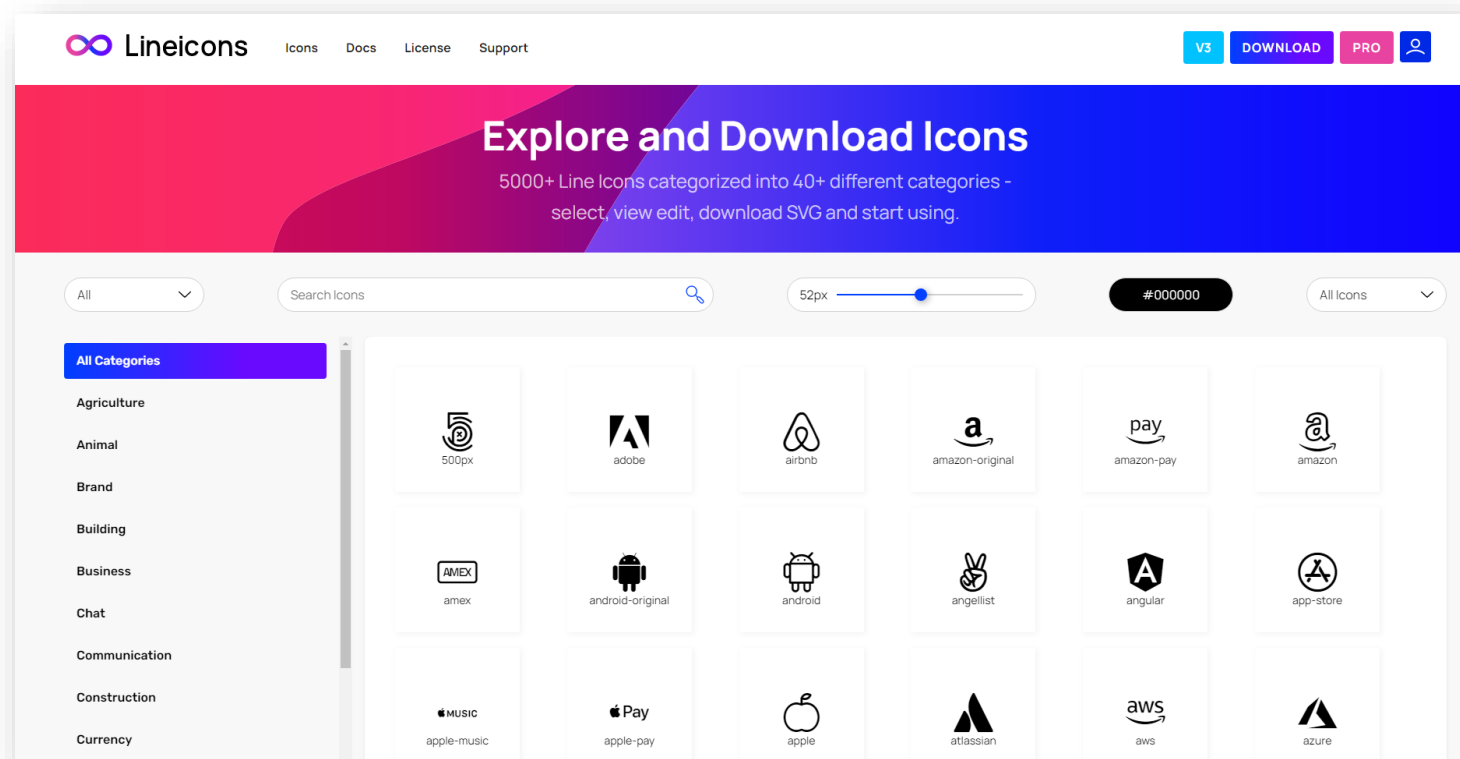 Lineicons
Icons
Docs
License
Support
V3
DOWNLOAD
PRO
Explore and Download Icons
5000+ Line Icons categorized into 40+ different categories -
select, view edit, download SVG and start using.
All
Search Icons
52px
#000000
All Icons
All Categories
Agriculture
Animal
Brand
Building
Business
Chat
Communication
Construction
Currency
500px
adobe
airbnb
a
amazon-original
pay
amazon-pay
a
amazon
AMEX
amex
android-original
android
angellist
A
angular
app-store
MUSIC
apple-music
Pay
apple-pay
apple
atlassian
aws
aws
azure